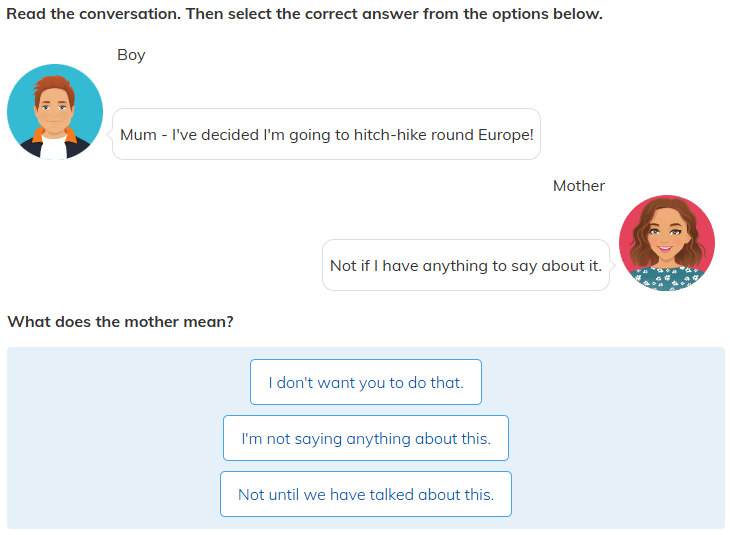 Read the conversation. Then select the correct answer from the options below.
Boy
Mum - I've decided I'm going to hitch-hike round Europe!
Mother
Not if I have anything to say about it.
What does the mother mean?
I don't want you to do that.
I'm not saying anything about this.
Not until we have talked about this.